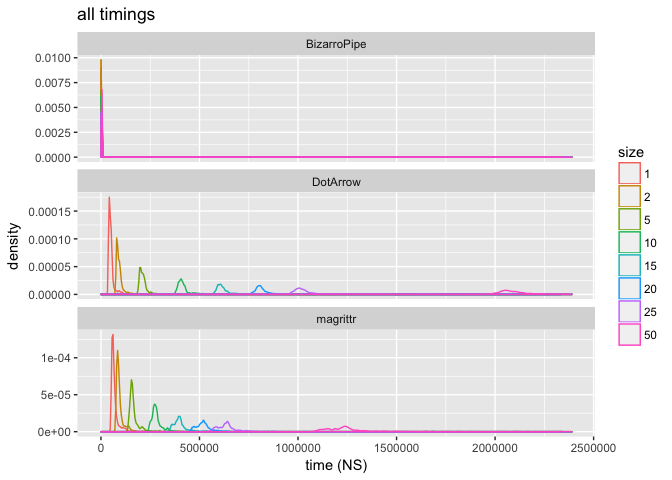 all timings
BizarroPipe
0.0100
0.0075
0.0050
0.0025
0.0000
DotArrow
0.00015
0.00010
0.00005
0.00000
magrittr
1e-04
5e-05
0e+00
density
0
500000
1000000
1500000
2000000
2500000
time (NS)
size
1
2
5
10
15
20
25
50